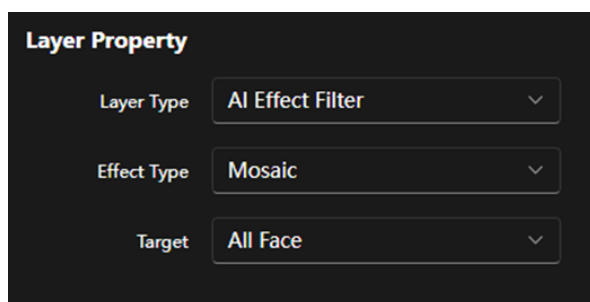 Layer Property
Layer Type AI Effect Filter
Effect Type Mosaic
Target All Face